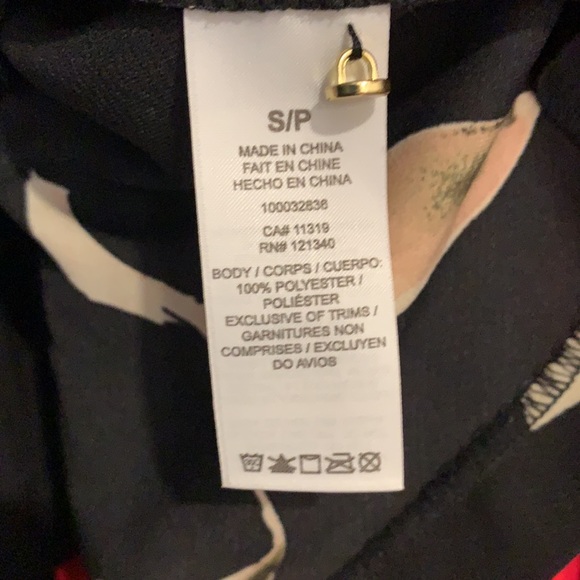 S/P
MADE IN CHINA
FAIT EN CHINE
HECHO EN CHINA
100032838
CA# 11319
RN# 121340
BODY / CORPS / CUERPO:
100% POLYESTER /
POLIÉSTER
EXCLUSIVE OF TRIMS /
GARNITURES NON
COMPRISES / EXCLUYEN
DO AVIOS